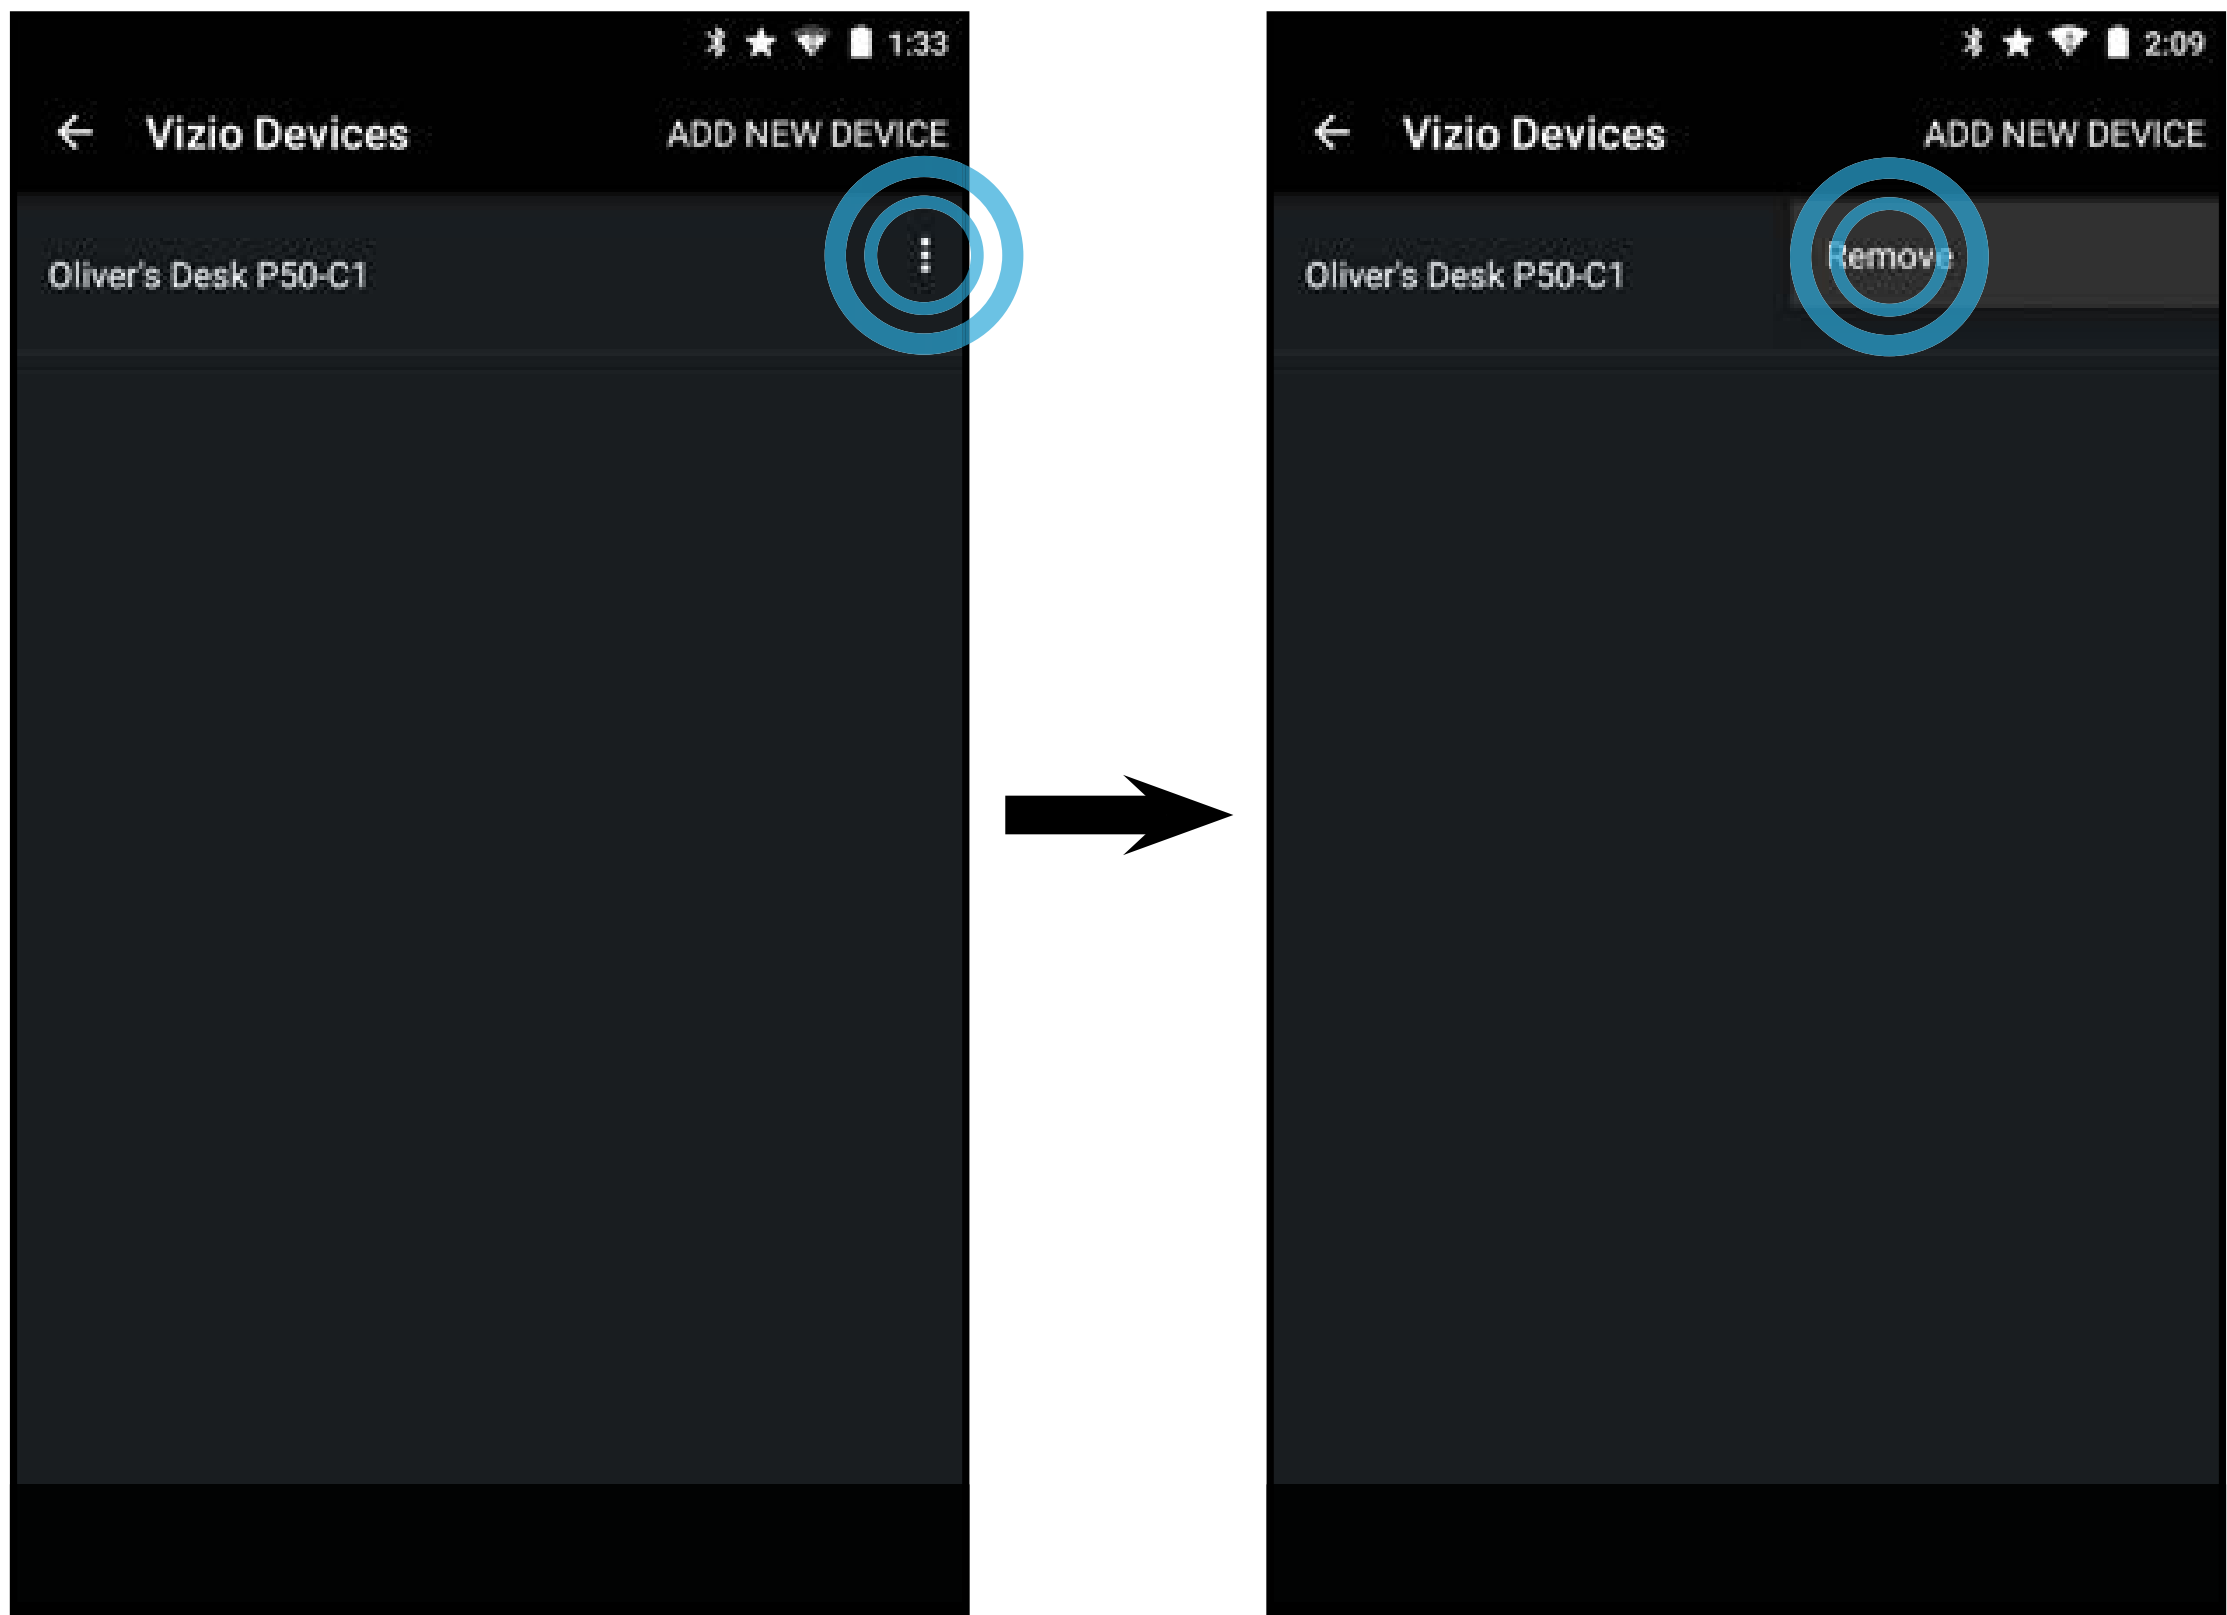 1:33
Vizio Devices ADD NEW DEVICE
Oliver's Desk P50-C1
2:09
Vizio Devices ADD NEW DEVICE
Remove
Oliver's Desk P50-C1